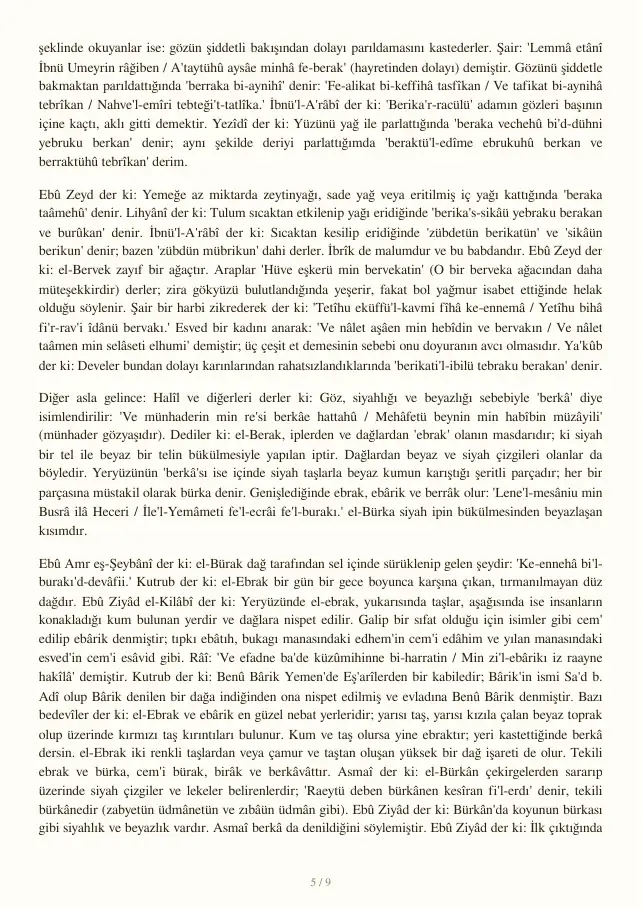 şeklinde okuyanlar ise: gözün şiddetli bakışından dolayı parıldamasını kastederler. Şair: 'Lemmâ etânî
İbnü Umeyrin râğiben / A'taytühû aysâe minhâ fe-berak' (hayretinden dolayı) demiştir. Gözünü şiddetle
bakmaktan parıldattığında 'berraka bi-aynihî' denir: 'Fe-alikat bi-keffihâ tasfîkan / Ve tafikat bi-aynihâ
tebrîkan / Nahve'l-emîri tebteği't-tatlîka.' İbnü'l-A'râbî der ki: 'Berika'r-racülü' adamın gözleri başının
içine kaçtı, aklı gitti demektir. Yezîdî der ki: Yüzünü yağ ile parlattığında 'beraka vechehû bi'd-dühni
yebruku berkan' denir; aynı şekilde deriyi parlattığımda 'beraktü'l-edîme ebrukuhû berkan ve
berraktühû tebrîkan' derim.
Ebû Zeyd der ki: Yemeğe az miktarda zeytinyağı, sade yağ veya eritilmiş iç yağı kattığında 'beraka
taâmehû' denir. Lihyânî der ki: Tulum sıcaktan etkilenip yağı eridiğinde 'berika's-sikâü yebraku berakan
ve burûkan' denir. İbnü'l-A'râbî der ki: Sıcaktan kesilip eridiğinde 'zübdetün berikatün' ve 'sikâün
berikun' denir; bazen 'zübdün mübrikun' dahi derler. İbrîk de malumdur ve bu babdandır. Ebû Zeyd der
ki: el-Bervek zayıf bir ağaçtır. Araplar 'Hüve eşkerü min bervekatin' (O bir berveka ağacından daha
müteşekkirdir) derler; zira gökyüzü bulutlandığında yeşerir, fakat bol yağmur isabet ettiğinde helak
olduğu söylenir. Şair bir harbi zikrederek der ki: 'Tetîhu eküffü'l-kavmi fîhâ ke-ennemâ / Yetîhu bihâ
fi'r-rav'i îdânü bervakı.' Esved bir kadını anarak: 'Ve nâlet aşâen min hebîdin ve bervakın / Ve nâlet
taâmen min selâseti elhumi' demiştir; üç çeşit et demesinin sebebi onu doyuranın avcı olmasıdır. Ya'kûb
der ki: Develer bundan dolayı karınlarından rahatsızlandıklarında 'berikati'l-ibilü tebraku berakan' denir.
Diğer asla gelince: Halîl ve diğerleri derler ki: Göz, siyahlığı ve beyazlığı sebebiyle 'berkâ' diye
isimlendirilir: 'Ve münhaderin min re'si berkâe hattahû / Mehâfetü beynin min habîbin müzâyili'
(münhader gözyaşıdır). Dediler ki: el-Berak, iplerden ve dağlardan 'ebrak' olanın masdarıdır; ki siyah
bir tel ile beyaz bir telin bükülmesiyle yapılan iptir. Dağlardan beyaz ve siyah çizgileri olanlar da
böyledir. Yeryüzünün 'berkâ'sı ise içinde siyah taşlarla beyaz kumun karıştığı şeritli parçadır; her bir
parçasına müstakil olarak bürka denir. Genişlediğinde ebrak, ebârik ve berrâk olur: 'Lene'l-mesâniu min
Busrâ ilâ Heceri / İle'l-Yemâmeti fe'l-ecrâi fe'l-burakı.' el-Bürka siyah ipin bükülmesinden beyazlaşan
kısımdır.
Ebû Amr eş-Şeybânî der ki: el-Bürak dağ tarafından sel içinde sürüklenip gelen şeydir: 'Ke-ennehâ bi'l-
burakı'd-devâfii.' Kutrub der ki: el-Ebrak bir gün bir gece boyunca karşına çıkan, tırmanılmayan düz
dağdır. Ebû Ziyâd el-Kilâbî der ki: Yeryüzünde el-ebrak, yukarısında taşlar, aşağısında ise insanların
konakladığı kum bulunan yerdir ve dağlara nispet edilir. Galip bir sıfat olduğu için isimler gibi cem'
edilip ebârik denmiştir; tıpkı ebâtıh, bukagı manasındaki edhem'in cem'i edâhim ve yılan manasındaki
esved'in cem'i esâvid gibi. Râî: 'Ve efadne ba'de küzûmihinne bi-harratin / Min zi'l-ebârikı iz raayne
hakîlâ' demiştir. Kutrub der ki: Benû Bârik Yemen'de Eş'arîlerden bir kabiledir; Bârik'in ismi Sa'd b.
Adî olup Bârik denilen bir dağa indiğinden ona nispet edilmiş ve evladına Benû Bârik denmiştir. Bazı
bedevîler der ki: el-Ebrak ve ebârik en güzel nebat yerleridir; yarısı taş, yarısı kızıla çalan beyaz toprak
olup üzerinde kırmızı taş kırıntıları bulunur. Kum ve taş olursa yine ebraktır; yeri kastettiğinde berkâ
dersin. el-Ebrak iki renkli taşlardan veya çamur ve taştan oluşan yüksek bir dağ işareti de olur. Tekili
ebrak ve bürka, cem'i bürak, birâk ve berkâvâttır. Asmaî der ki: el-Bürkân çekirgelerden sararıp
üzerinde siyah çizgiler ve lekeler belirenlerdir; 'Raeytü deben bürkânen kesîran fi'l-erdı' denir, tekili
bürkânedir (zabyetün üdmânetün ve zıbâün üdmân gibi). Ebû Ziyâd der ki: Bürkân'da koyunun bürkası
gibi siyahlık ve beyazlık vardır. Asmaî berkâ da denildiğini söylemiştir. Ebû Ziyâd der ki: İlk çıktığında
5 / 9